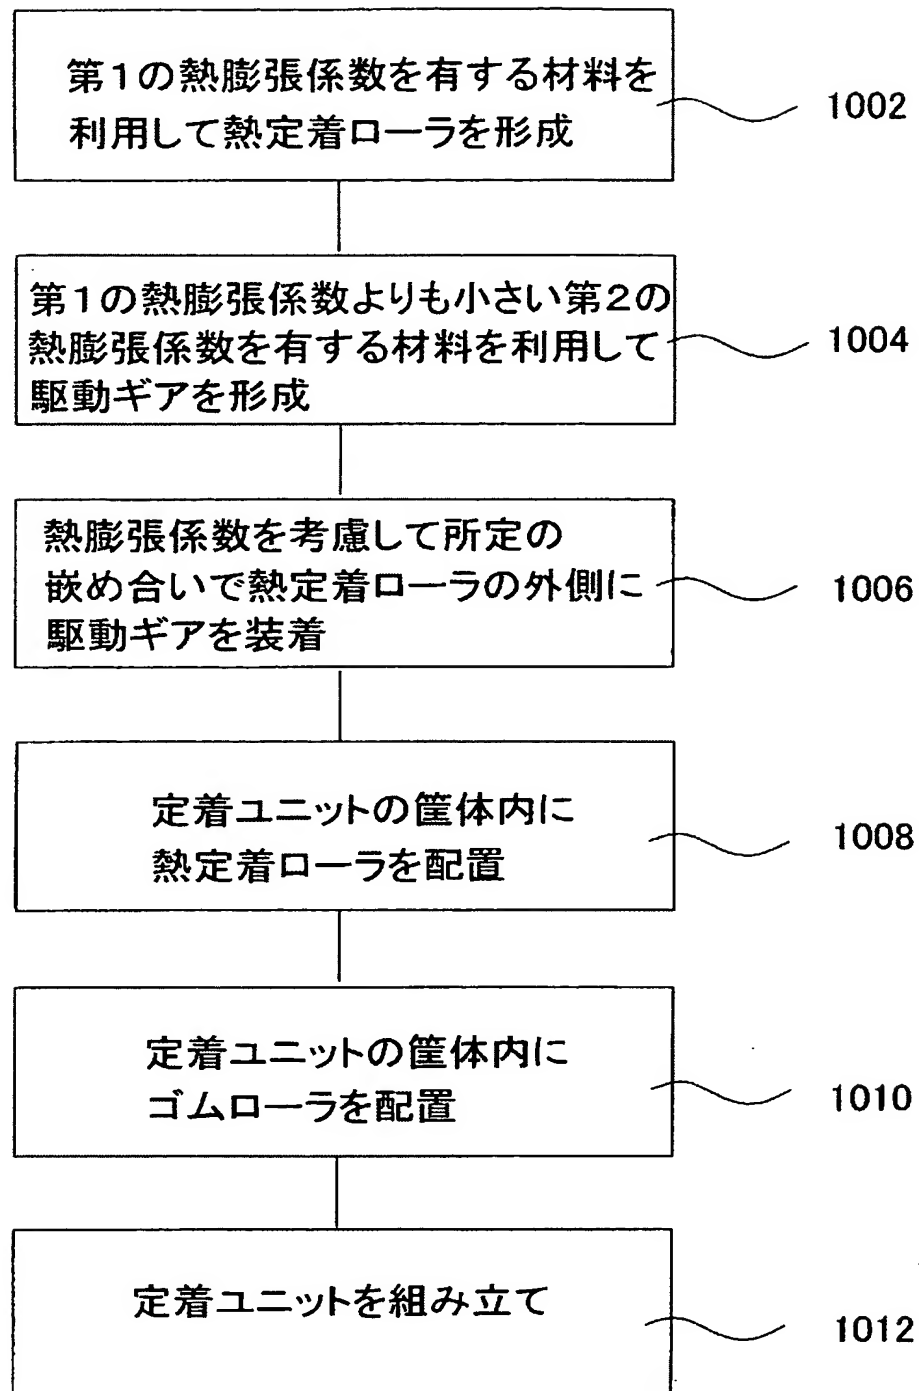 第1の熱膨張係数を有する材料を
利用して熱定着ローラを形成
1002
第1の熱膨張係数よりも小さい第2の
熱膨張係数を有する材料を利用して
駆動ギアを形成
1004
熱膨張係数を考慮して所定の
嵌め合いで熱定着ローラの外側に
駆動ギアを装着
1006
定着ユニットの筐体内に
熱定着ローラを配置
1008
定着ユニットの筐体内に
ゴムローラを配置
1010
定着ユニットを組み立て
1012